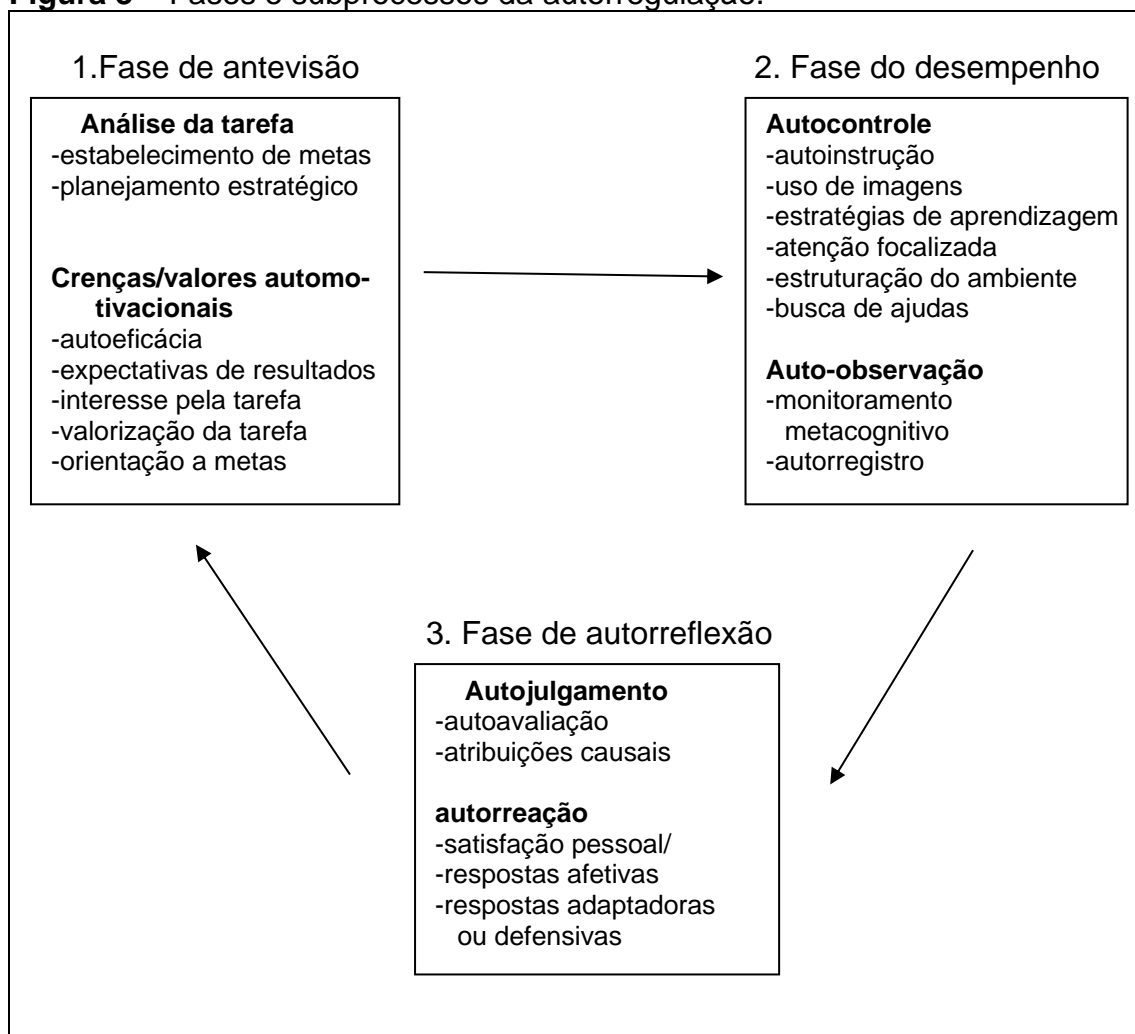 Fases e subprocessos da autorregulação.
1.Fase de antevisão
Análise da tarefa
-estabelecimento de metas
-planejamento estratégico
Crenças/valores automo-
tivacionais
-autoeficácia
-expectativas de resultados
-interesse pela tarefa
-valorização da tarefa
-orientação a metas
2. Fase do desempenho
Autocontrole
-autoinstrução
-uso de imagens
-estratégias de aprendizagem
-atenção focalizada
-estruturação do ambiente
-busca de ajudas
Auto-observação
-monitoramento
metacognitivo
-autorregistro
3. Fase de autorreflexão
Autojulgamento
-autoavaliação
-atribuições causais
autorreação
-satisfação pessoal/
-respostas afetivas
-respostas adaptadoras
ou defensivas